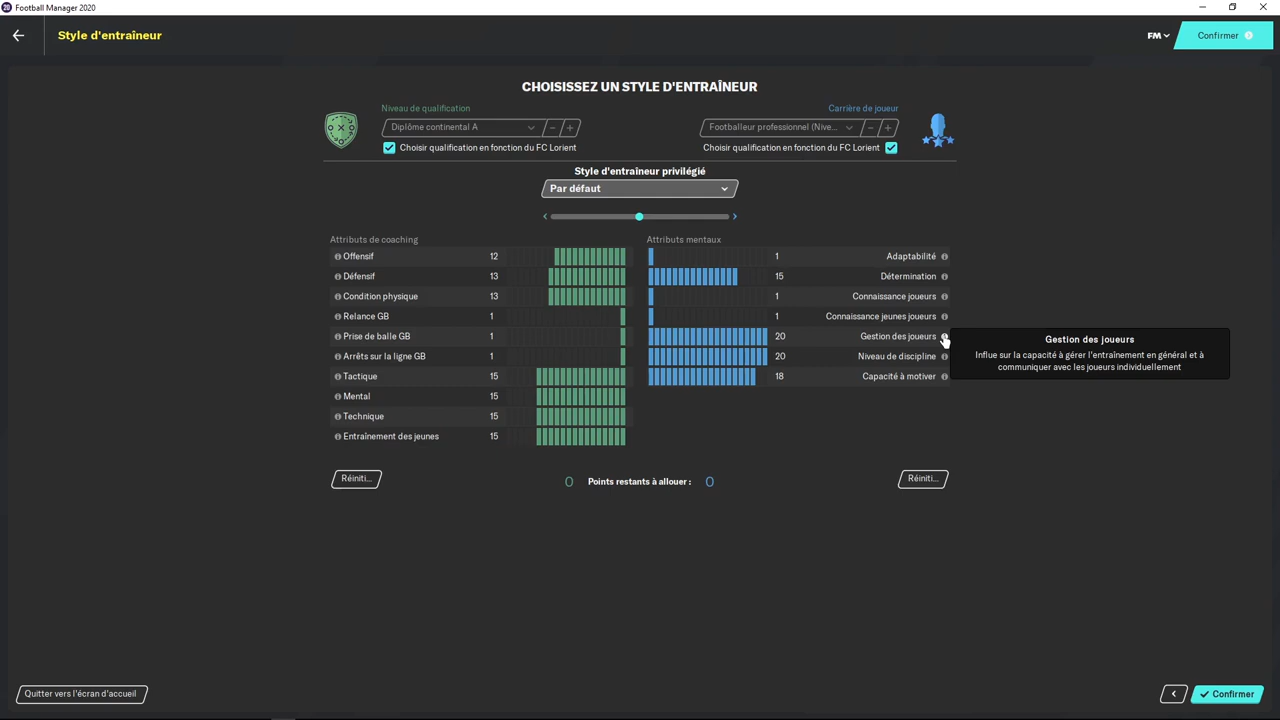 Football Manager 2020
Style d'entraîneur
FM
Confirmer
CHOISISSEZ UN STYLE D'ENTRAÎNEUR
Niveau de qualification
Carrière de joueur
Diplôme continental A
Footballeur professionnel (Nive...
Choisir qualification en fonction du FC Lorient
Choisir qualification en fonction du FC Lorient
Style d'entraîneur privilégié
Par défaut
Attributs de coaching
Attributs mentaux
Offensif 12
1 Adaptabilité
Défensif 13
15 Détermination
Condition physique 13
1 Connaissance joueurs
Relance GB 1
1 Connaissance jeunes joueurs
Prise de balle GB 1
20 Gestion des joueurs
Arrêts sur la ligne GB 1
20 Niveau de discipline
Tactique 15
18 Capacité à motiver
Mental 15
Technique 15
Entraînement des jeunes 15
Gestion des joueurs
Influe sur la capacité à gérer l'entraînement en général et à
communiquer avec les joueurs individuellement
Réiniti...
0 Points restants à allouer : 0
Réiniti...
Quitter vers l'écran d'accueil
Confirmer